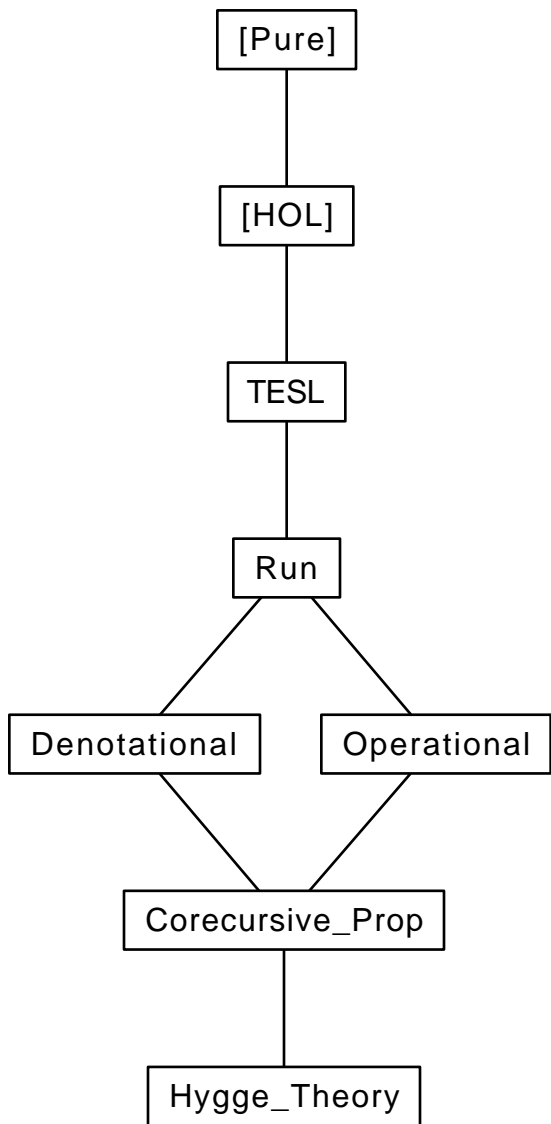 [Pure]
[HOL]
TESL
Run
Denotational
Operational
Corecursive_Prop
Hygge_Theory